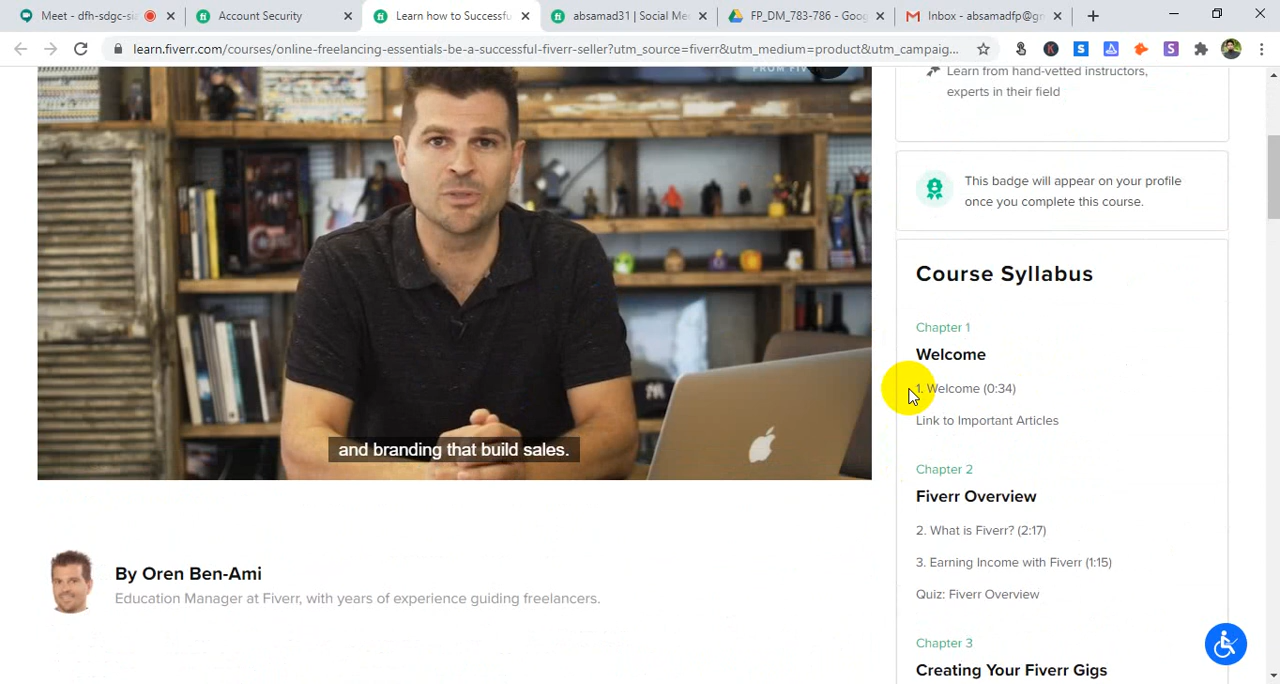 Meet - dfh-sdgc-sia
Account Security
Learn how to Successfu
absamad31 | Social Me
FP_DM_783-786 - Goog
Inbox - absamadfp@gm
learn.fiverr.com/courses/online-freelancing-essentials-be-a-successful-fiverr-seller?utm_source=fiverr&utm_medium=product&utm_campaig...
Learn from hand-vetted instructors,
experts in their field
This badge will appear on your profile
once you complete this course.
Course Syllabus
Chapter 1
Welcome
1. Welcome (0:34)
Link to Important Articles
Chapter 2
Fiverr Overview
2. What is Fiverr? (2:17)
3. Earning Income with Fiverr (1:15)
Quiz: Fiverr Overview
Chapter 3
Creating Your Fiverr Gigs
and branding that build sales.
By Oren Ben-Ami
Education Manager at Fiverr, with years of experience guiding freelancers.